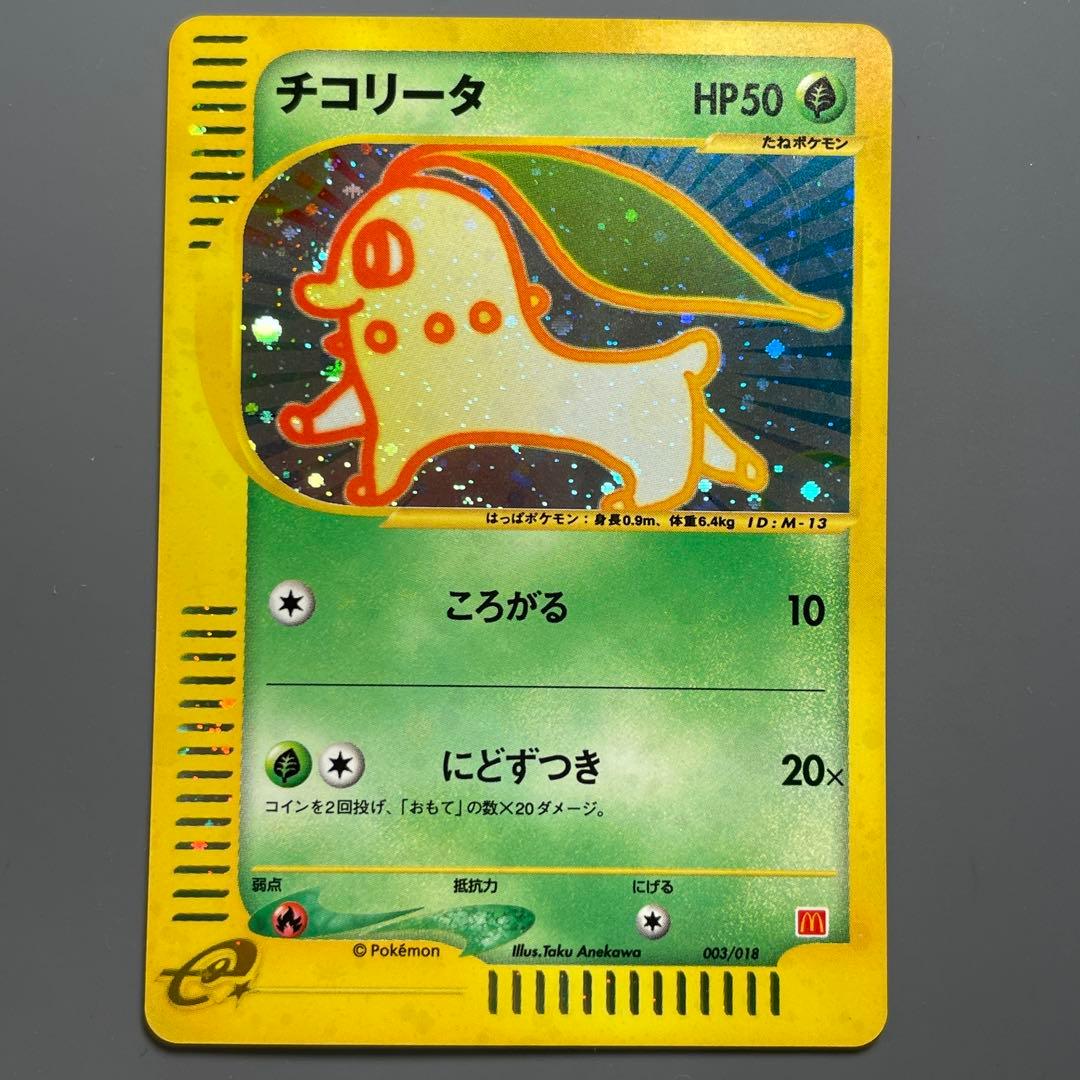 チコリータ HP50
たねポケモン
はっぱポケモン：身長0.9m、体重6.4kg ID:M-13
ころがる 10
にどずつき 20×
コインを2回投げ、「おもて」の数×20ダメージ。
弱点 抵抗力 にげる
©Pokémon Illus.Taku Anekawa 003/018
e